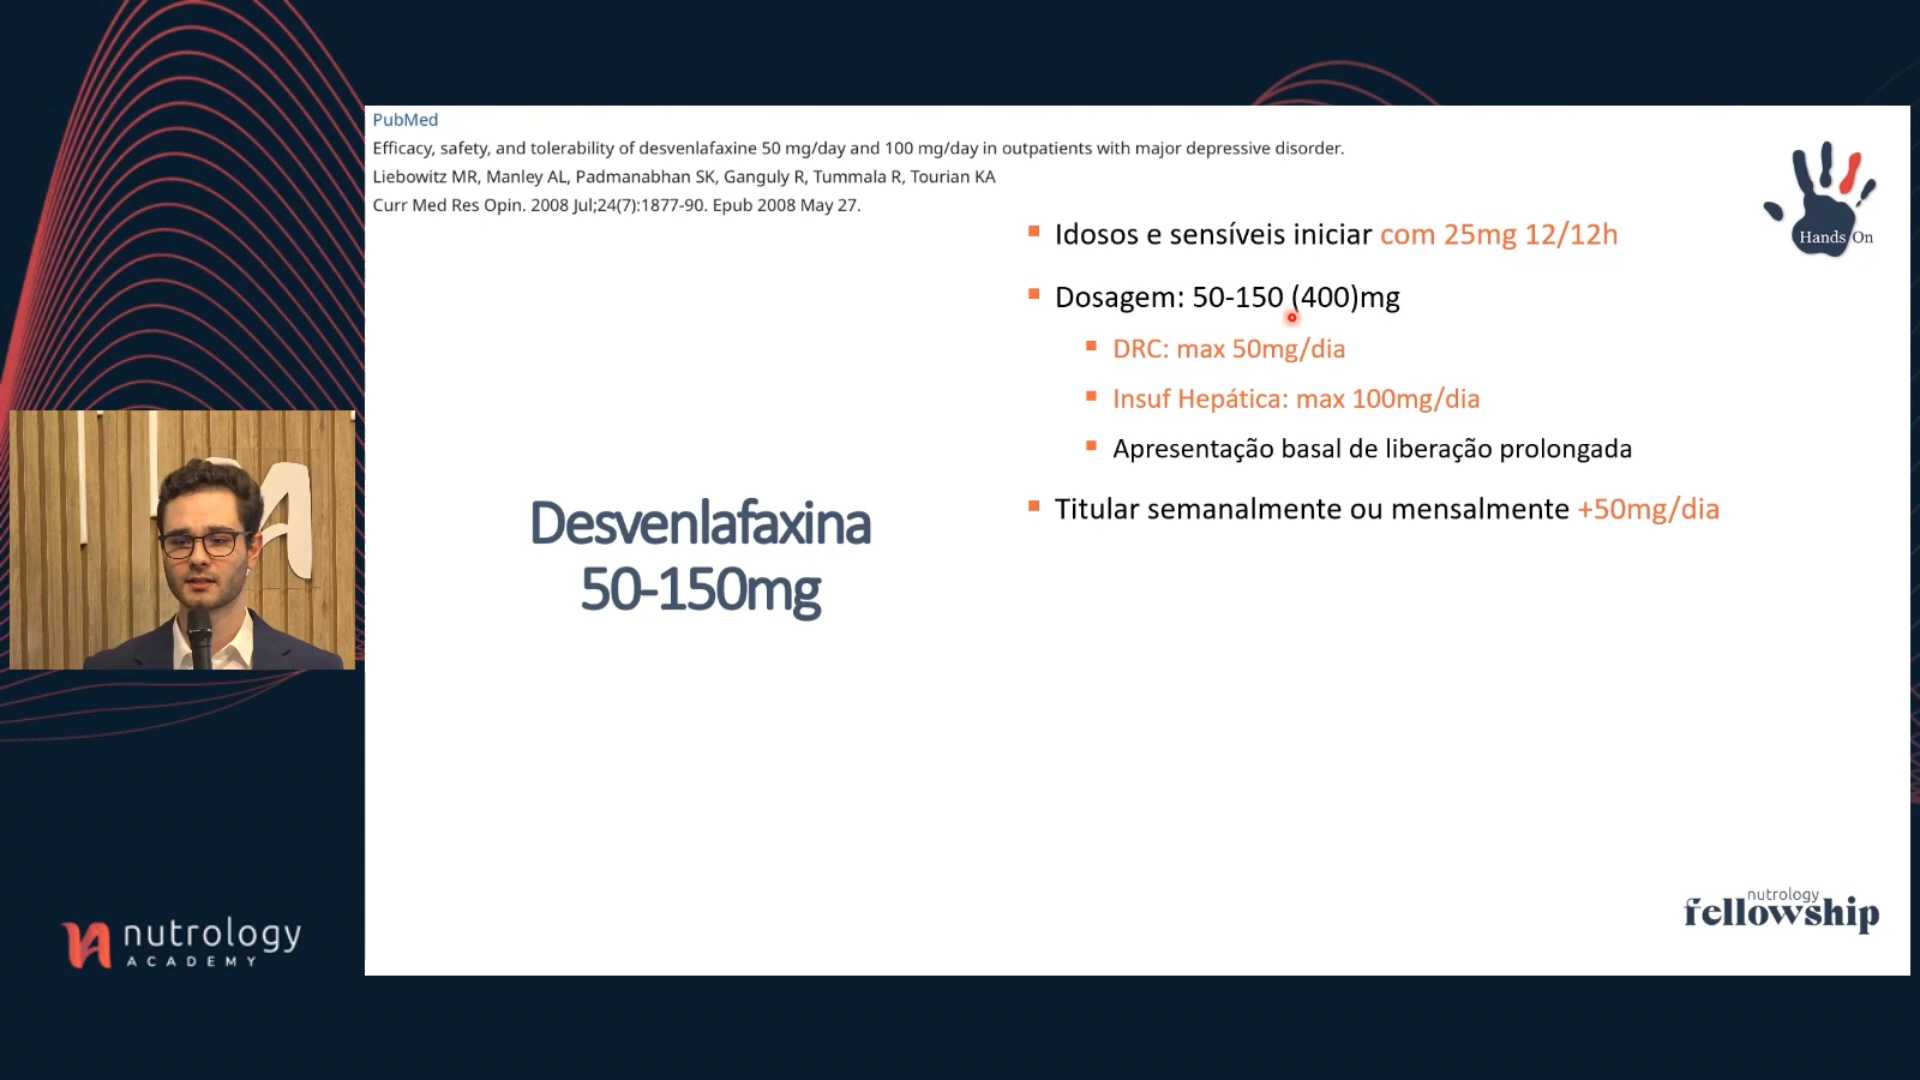 PubMed
Efficacy, safety, and tolerability of desvenlafaxine 50 mg/day and 100 mg/day in outpatients with major depressive disorder.
Liebowitz MR, Manley AL, Padmanabhan SK, Ganguly R, Tummala R, Tourian KA
Curr Med Res Opin. 2008 Jul;24(7):1877-90. Epub 2008 May 27.
Hands On
Idosos e sensíveis iniciar com 25mg 12/12h
Dosagem: 50-150 (400)mg
DRC: max 50mg/dia
Insuf Hepática: max 100mg/dia
Apresentação basal de liberação prolongada
Titular semanalmente ou mensalmente +50mg/dia
Desvenlafaxina
50-150mg
nutrology
fellowship
nutrology
ACADEMY